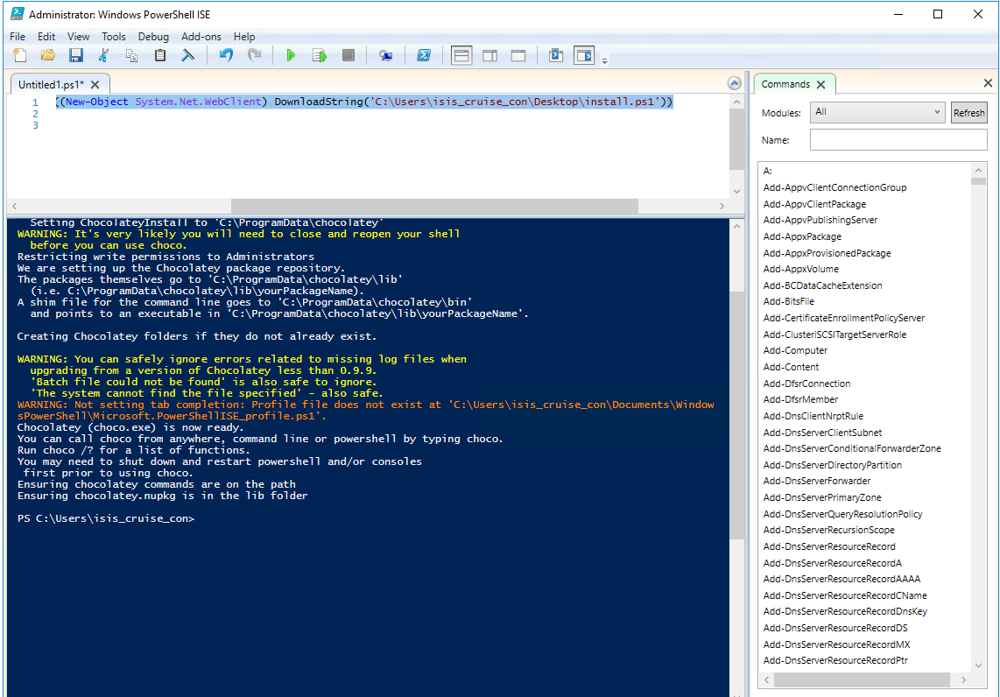 Administrator: Windows PowerShell ISE
File Edit View Tools Debug Add-ons Help
Untitled1.ps1*
1 ((New-Object System.Net.WebClient).DownloadString('C:\Users\isis_cruise_con\Desktop\install.ps1'))
2
3
Setting ChocolateyInstall to 'C:\ProgramData\chocolatey'
WARNING: It's very likely you will need to close and reopen your shell
before you can use choco.
Restricting write permissions to Administrators
We are setting up the Chocolatey package repository.
The packages themselves go to 'C:\ProgramData\chocolatey\lib'
(i.e. C:\ProgramData\chocolatey\lib\yourPackageName).
A shim file for the command line goes to 'C:\ProgramData\chocolatey\bin'
and points to an executable in 'C:\ProgramData\chocolatey\lib\yourPackageName'.
Creating Chocolatey folders if they do not already exist.
WARNING: You can safely ignore errors related to missing log files when
upgrading from a version of Chocolatey less than 0.9.9.
'Batch file could not be found' is also safe to ignore.
'The system cannot find the file specified' - also safe.
WARNING: Not setting tab completion: Profile file does not exist at 'C:\Users\isis_cruise_con\Documents\Window
sPowerShell\Microsoft.PowerShellISE_profile.ps1'.
Chocolatey (choco.exe) is now ready.
You can call choco from anywhere, command line or powershell by typing choco.
Run choco /? for a list of functions.
You may need to shut down and restart powershell and/or consoles
first prior to using choco.
Ensuring chocolatey commands are on the path
Ensuring chocolatey.nupkg is in the lib folder
PS C:\Users\isis_cruise_con>
Commands
Modules: All Refresh
Name:
A:
Add-AppvClientConnectionGroup
Add-AppvClientPackage
Add-AppvPublishingServer
Add-AppxPackage
Add-AppxProvisionedPackage
Add-AppxVolume
Add-BCDataCacheExtension
Add-BitsFile
Add-CertificateEnrollmentPolicyServer
Add-ClusteriSCSITargetServerRole
Add-Computer
Add-Content
Add-DfsrConnection
Add-DfsrMember
Add-DnsClientNrptRule
Add-DnsServerClientSubnet
Add-DnsServerConditionalForwarderZone
Add-DnsServerDirectoryPartition
Add-DnsServerForwarder
Add-DnsServerPrimaryZone
Add-DnsServerQueryResolutionPolicy
Add-DnsServerRecursionScope
Add-DnsServerResourceRecord
Add-DnsServerResourceRecordA
Add-DnsServerResourceRecordAAAA
Add-DnsServerResourceRecordCName
Add-DnsServerResourceRecordDnsKey
Add-DnsServerResourceRecordDS
Add-DnsServerResourceRecordMX
Add-DnsServerResourceRecordPtr